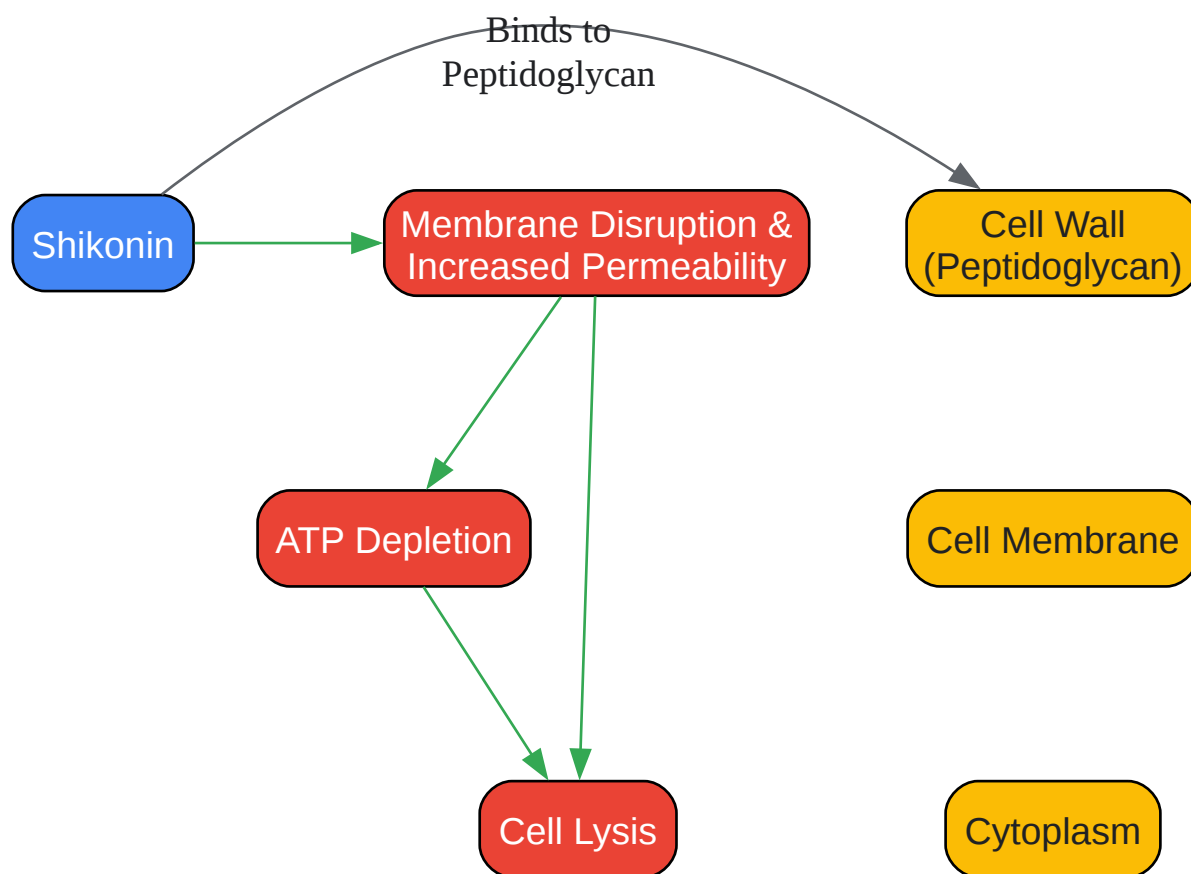 Binds to
Peptidoglycan
Shikonin
Membrane Disruption &
Increased Permeability
Cell Wall
(Peptidoglycan)
ATP Depletion
Cell Membrane
Cell Lysis
Cytoplasm